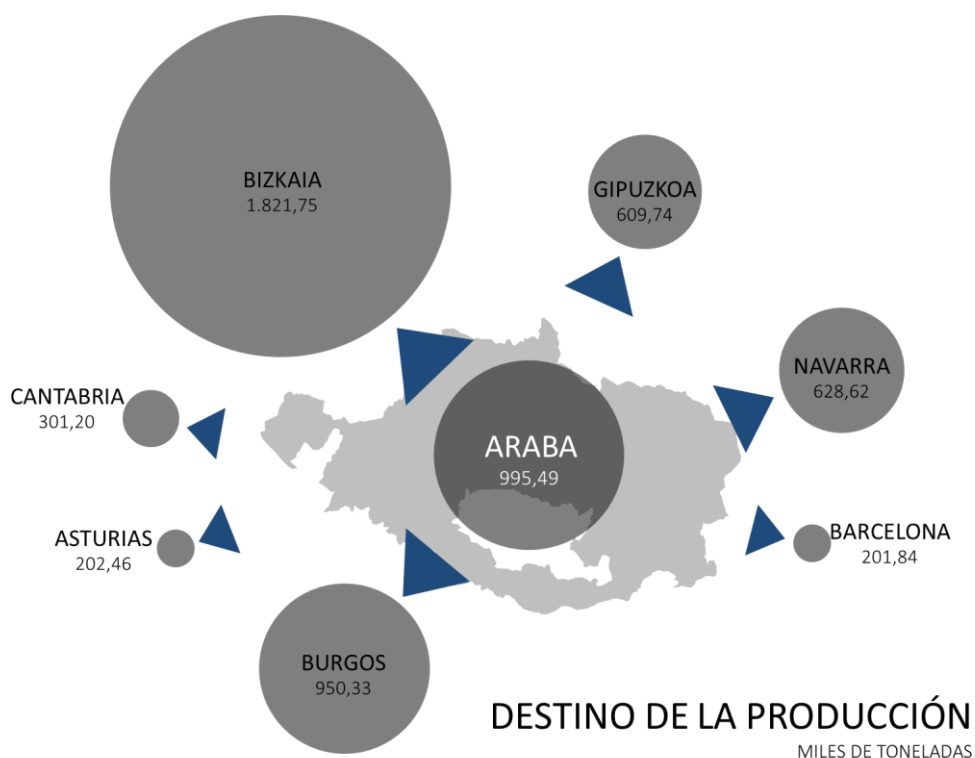 BIZKAIA
1.821,75
GIPUZKOA
609,74
NAVARRA
628,62
CANTABRIA
301,20
ARABA
995,49
ASTURIAS
202,46
BARCELONA
201,84
BURGOS
950,33
DESTINO DE LA PRODUCCIÓN
MILES DE TONELADAS